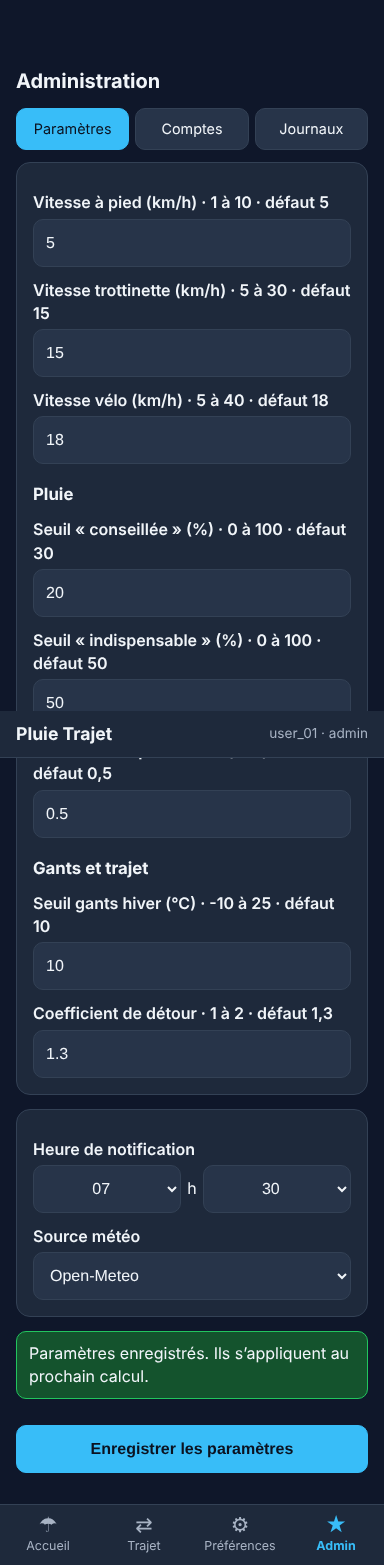 Administration
Paramètres
Comptes
Journaux
Vitesse à pied (km/h) · 1 à 10 · défaut 5
5
Vitesse trottinette (km/h) · 5 à 30 · défaut
15
15
Vitesse vélo (km/h) · 5 à 40 · défaut 18
18
Pluie
Seuil « conseillée » (%) · 0 à 100 · défaut
30
20
Seuil « indispensable » (%) · 0 à 100 ·
défaut 50
50
Pluie Trajet
user_01 · admin
défaut 0,5
0.5
Gants et trajet
Seuil gants hiver (°C) · -10 à 25 · défaut
10
10
Coefficient de détour · 1 à 2 · défaut 1,3
1.3
Heure de notification
07
h
30
Source météo
Open-Meteo
Paramètres enregistrés. Ils s’appliquent au
prochain calcul.
Enregistrer les paramètres
Accueil
Trajet
Préférences
Admin